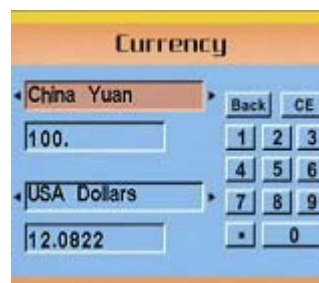 Currency
China Yuan
Back CE
100.
1 2 3
4 5 6
USA Dollars
7 8 9
12.0822
. 0